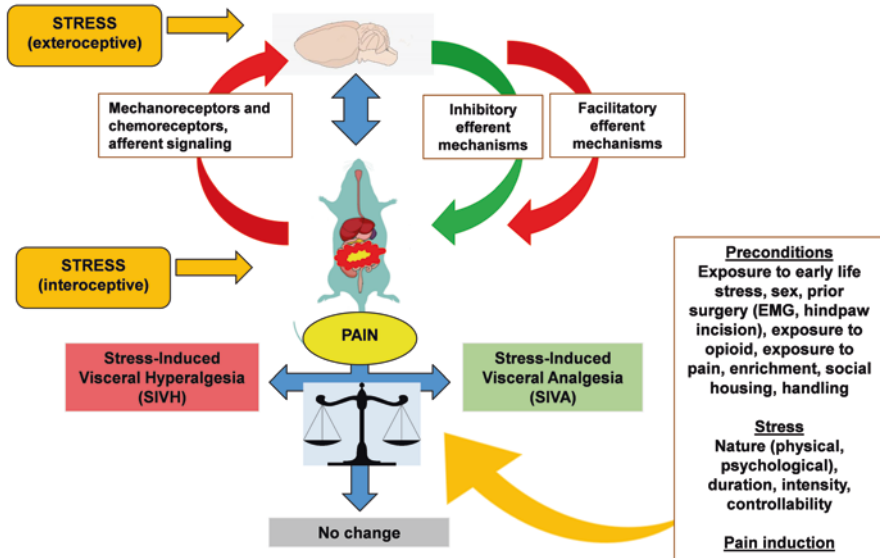 STRESS
(exteroceptive)
Mechanoreceptors and
chemoreceptors,
afferent signaling
Inhibitory
efferent
mechanisms
Facilitatory
efferent
mechanisms
STRESS
(interoceptive)
PAIN
Stress-Induced
Visceral Hyperalgesia
(SIVH)
Stress-Induced
Visceral Analgesia
(SIVA)
No change
Preconditions
Exposure to early life
stress, sex, prior
surgery (EMG, hindpaw
incision), exposure to
opioid, exposure to
pain, enrichment, social
housing, handling
Stress
Nature (physical,
psychological),
duration, intensity,
controllability
Pain induction